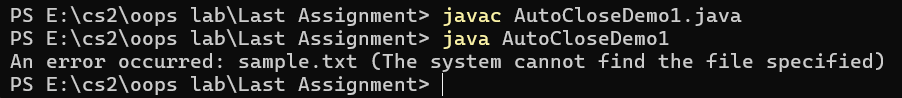 PS E:\cs2\oops lab\Last Assignment> javac AutoCloseDemo1.java
PS E:\cs2\oops lab\Last Assignment> java AutoCloseDemo1
An error occurred: sample.txt (The system cannot find the file specified)
PS E:\cs2\oops lab\Last Assignment>